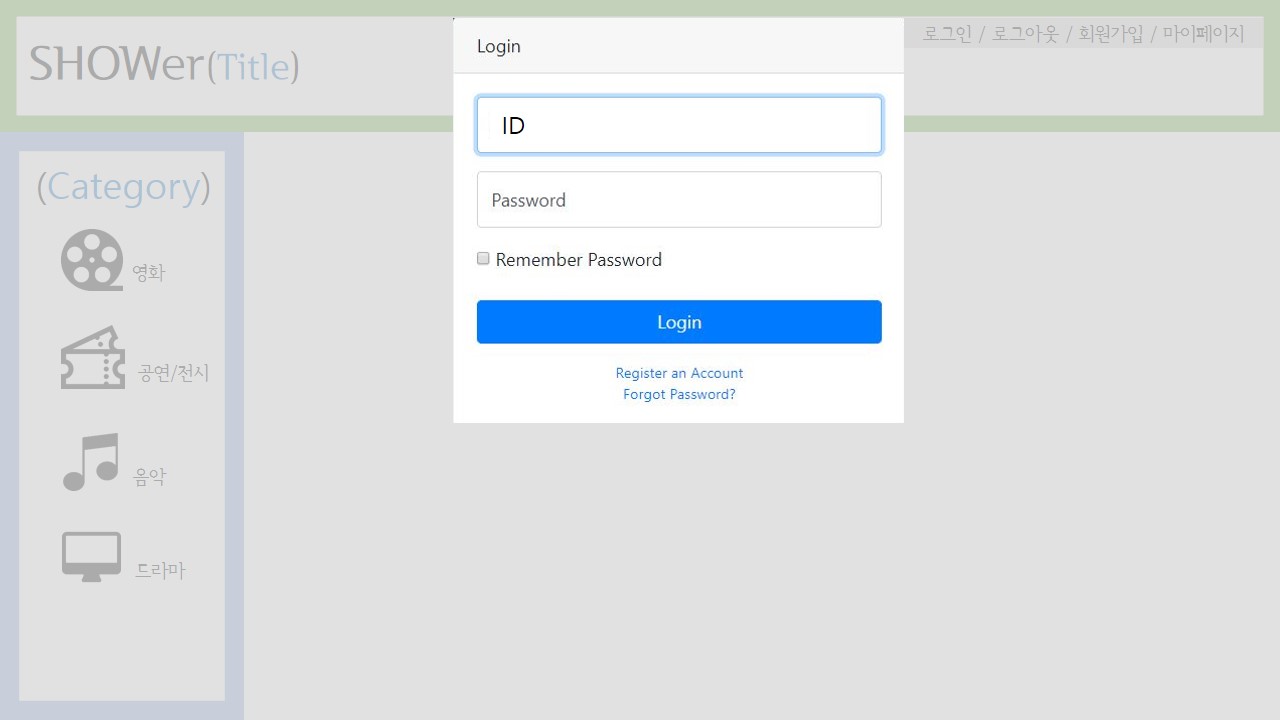 SHOWer(Title)
로그인 / 로그아웃 / 회원가입 / 마이페이지
(Category)
영화
공연/전시
음악
드라마
Login
ID
Password
Remember Password
Login
Register an Account
Forgot Password?